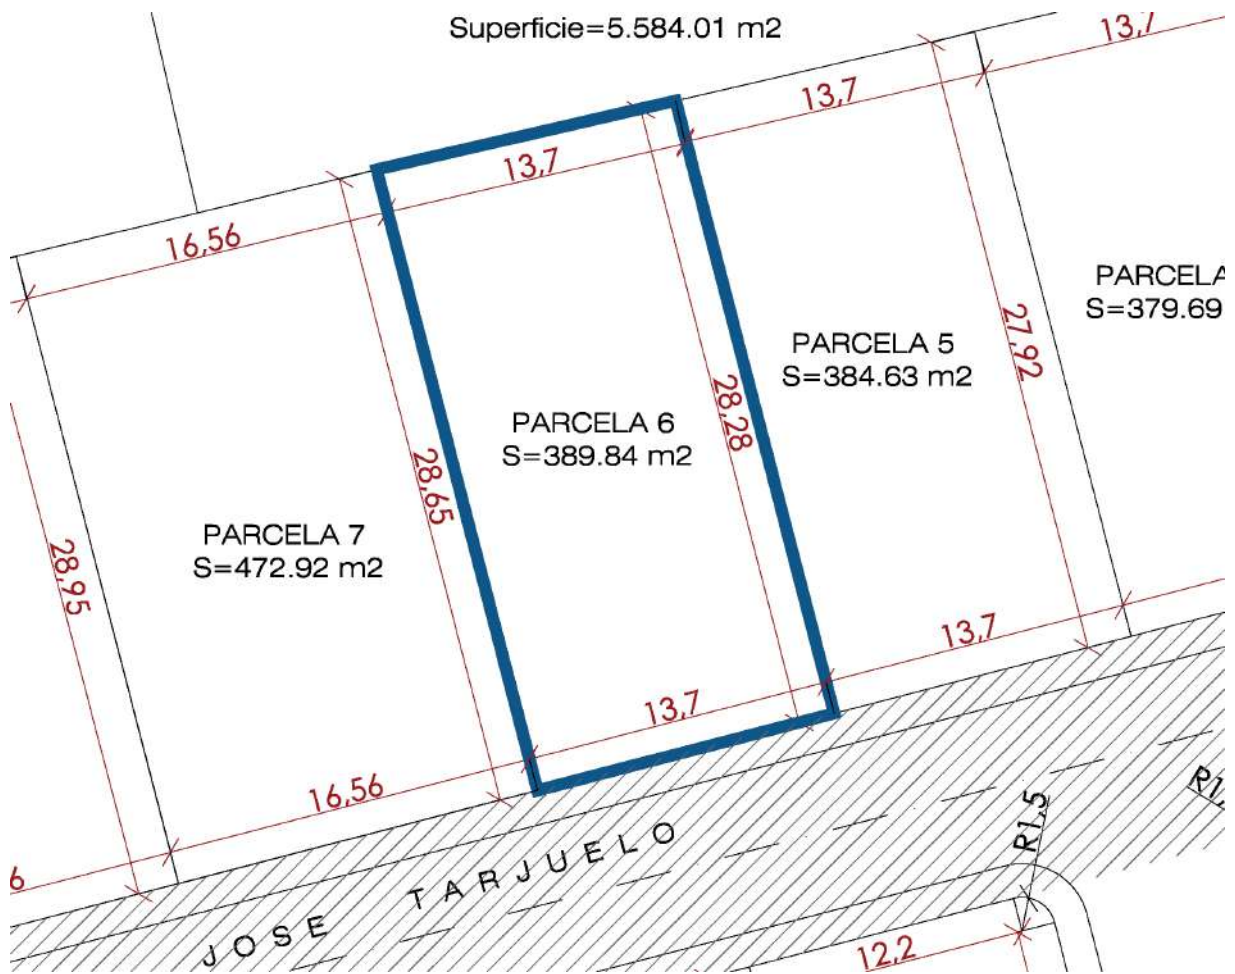 Superficie=5.584.01 m2
13,7
13,7
13,7
16,56
PARCELA
S=379.69
27,92
PARCELA 5
S=384.63 m2
28,28
PARCELA 6
S=389.84 m2
28,65
PARCELA 7
S=472.92 m2
28,95
13,7
13,7
16,56
6
JOSE TARJUELO
R1,5
R1,
12,2